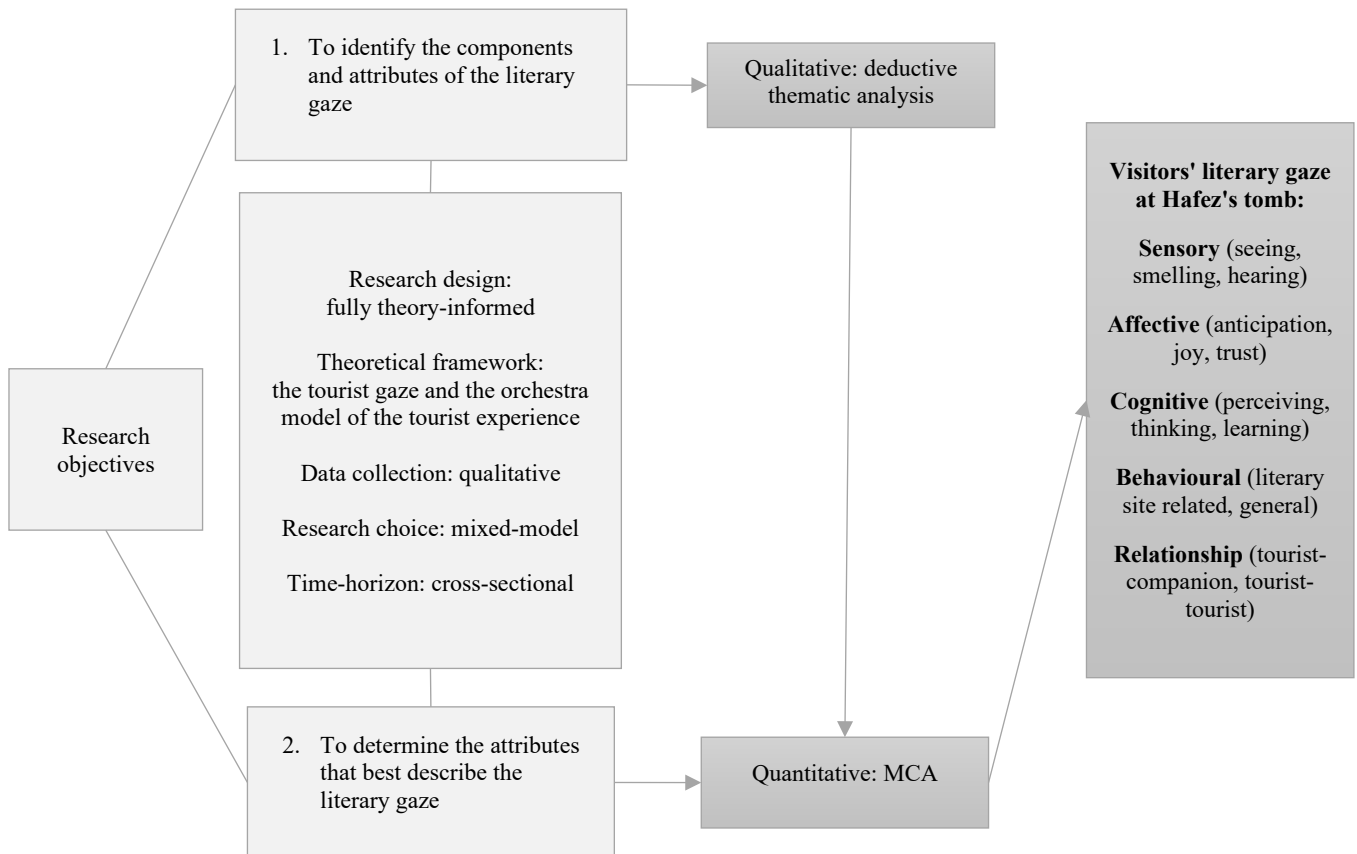 Research
objectives
1. To identify the components
and attributes of the literary
gaze
Research design:
fully theory-informed
Theoretical framework:
the tourist gaze and the orchestra
model of the tourist experience
Data collection: qualitative
Research choice: mixed-model
Time-horizon: cross-sectional
2. To determine the attributes
that best describe the
literary gaze
Qualitative: deductive
thematic analysis
Quantitative: MCA
Visitors' literary gaze
at Hafez's tomb:
Sensory (seeing,
smelling, hearing)
Affective (anticipation,
joy, trust)
Cognitive (perceiving,
thinking, learning)
Behavioural (literary
site related, general)
Relationship (tourist-
companion, tourist-
tourist)